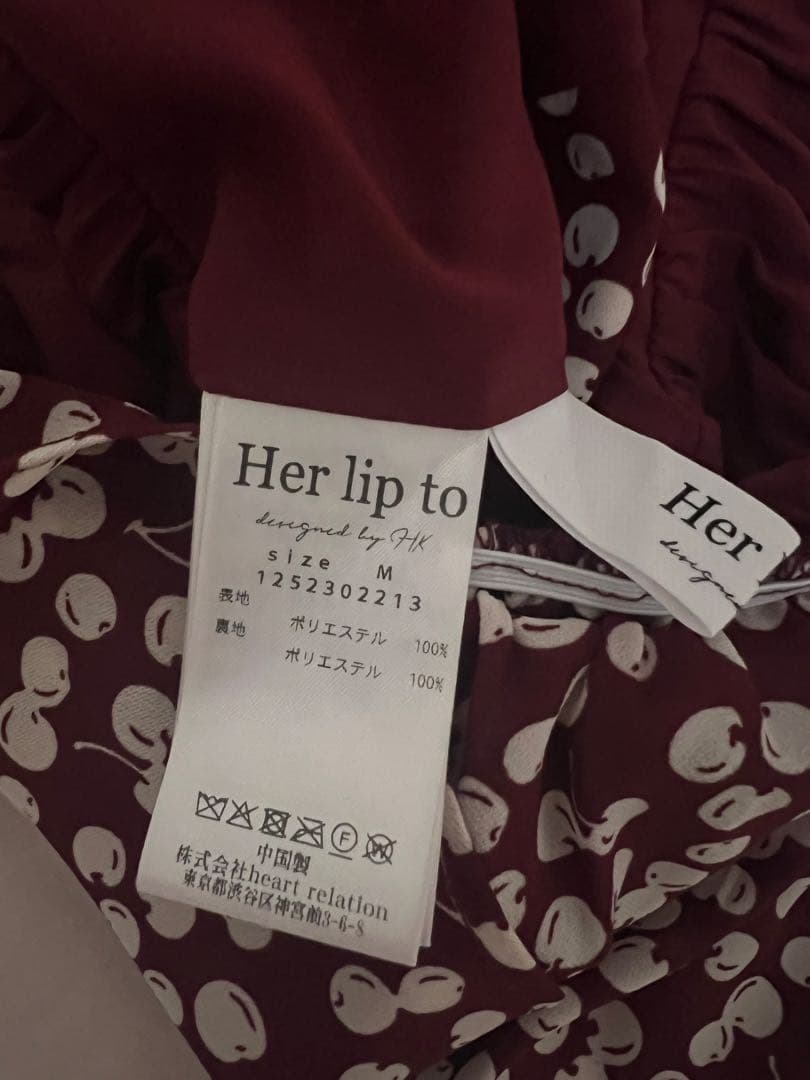 Her lip to
designed by HK
size M
1252302213
表地 ポリエステル 100%
裏地 ポリエステル 100%
F
W
中国製
株式会社heart relation
東京都渋谷区神宮前3-6-8
Her
designe